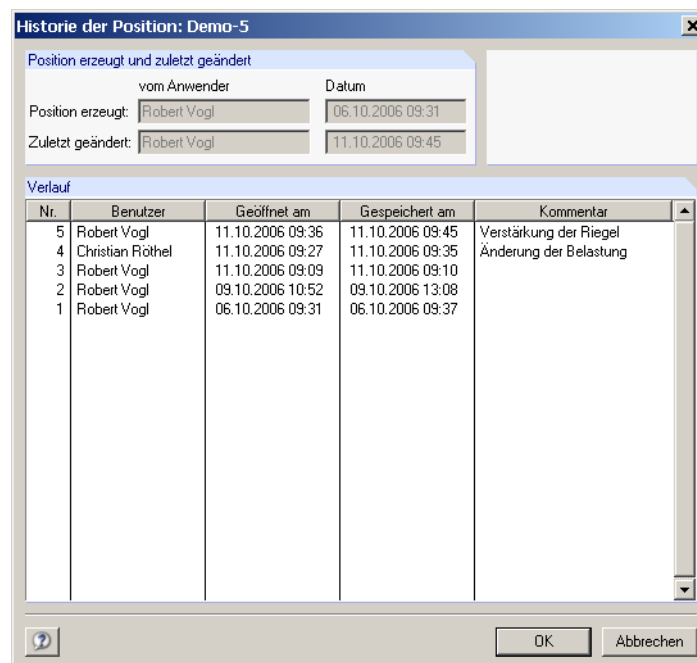 Historie der Position: Demo-5
Position erzeugt und zuletzt geändert
vom Anwender Datum
Position erzeugt: Robert Vogl 06.10.2006 09:31
Zuletzt geändert: Robert Vogl 11.10.2006 09:45
Verlauf
Nr. Benutzer Geöffnet am Gespeichert am Kommentar
5 Robert Vogl 11.10.2006 09:36 11.10.2006 09:45 Verstärkung der Riegel
4 Christian Röthel 11.10.2006 09:27 11.10.2006 09:35 Änderung der Belastung
3 Robert Vogl 11.10.2006 09:09 11.10.2006 09:10
2 Robert Vogl 09.10.2006 10:52 09.10.2006 13:08
1 Robert Vogl 06.10.2006 09:31 06.10.2006 09:37
OK Abbrechen